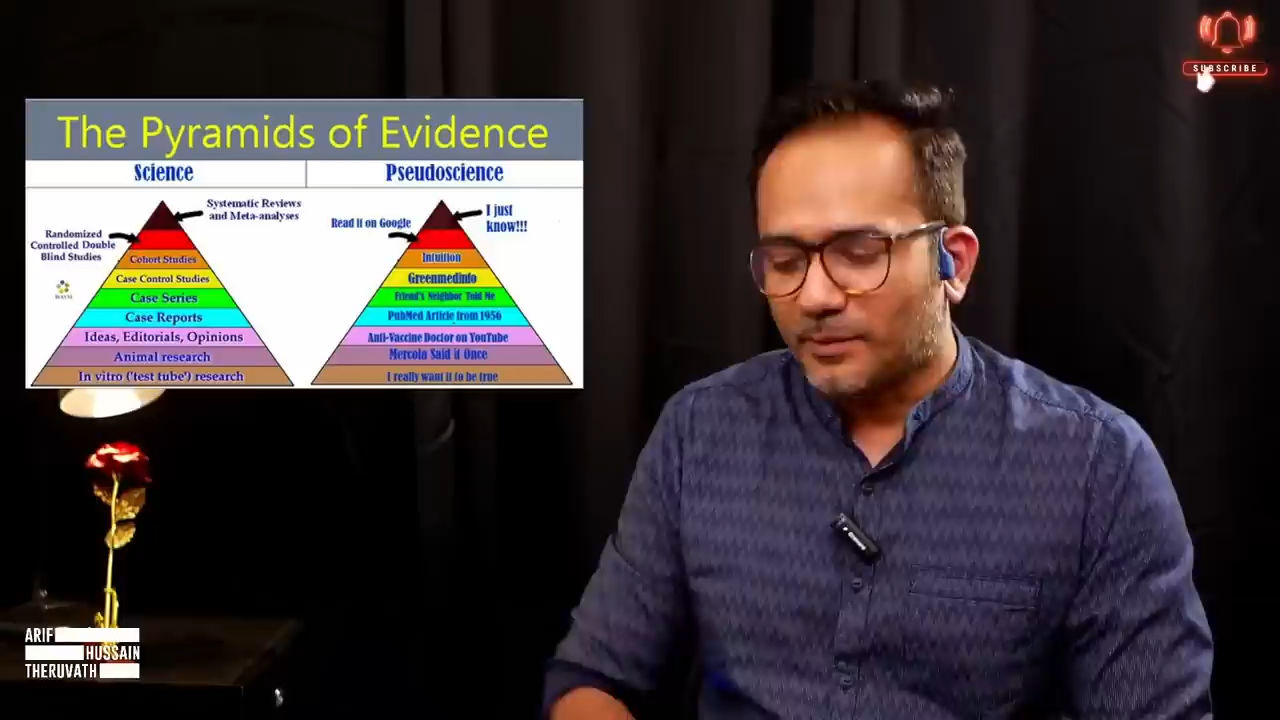 SUBSCRIBE
The Pyramids of Evidence
Science
Pseudoscience
Systematic Reviews
and Meta-analyses
Randomized
Controlled Double
Blind Studies
Cohort Studies
Case Control Studies
Case Series
Case Reports
Ideas, Editorials, Opinions
Animal research
In vitro ('test tube') research
I just
know!!!
Read it on Google
Intuition
Greenmedinfo
Friend's Neighbor Told Me
PubMed Article from 1956
Anti-Vaccine Doctor on YouTube
Mercola Said it Once
I really want it to be true
ARIF
HUSSAIN
THERUVATH